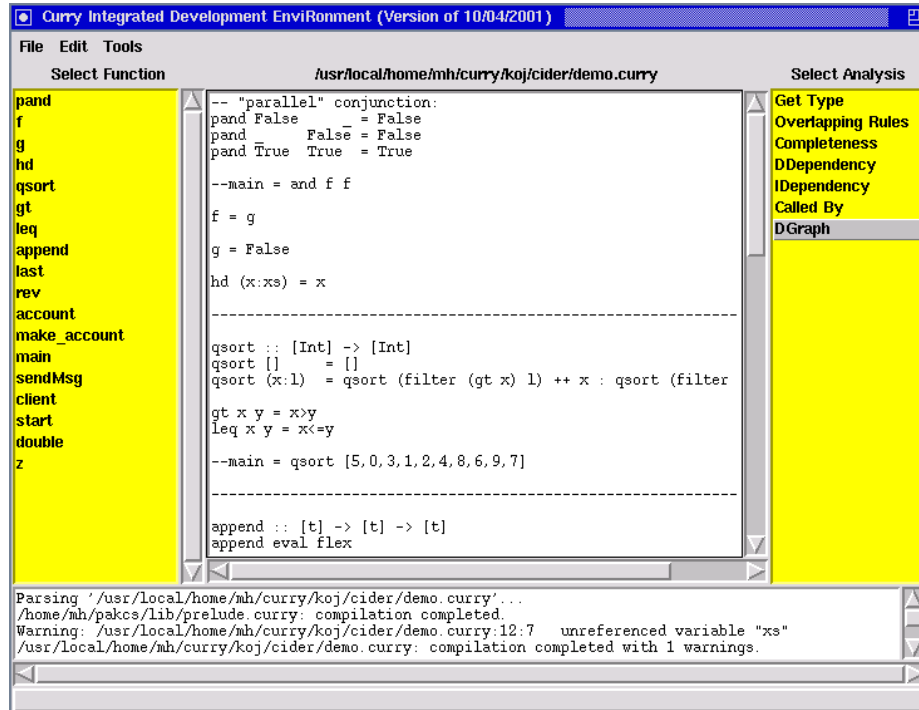 Curry Integrated Development EnviRonment (Version of 10/04/2001)
File Edit Tools
Select Function
/usr/local/home/mh/curry/koj/cider/demo.curry
Select Analysis
pand
f
g
hd
qsort
gt
leq
append
last
rev
account
make_account
main
sendMsg
client
start
double
z
-- "parallel" conjunction:
pand False     _ = False
pand _     False = False
pand True  True  = True
--main = and f f
f = g
g = False
hd (x:xs) = x
----------------------------------------------------------------
qsort :: [Int] -> [Int]
qsort []     = []
qsort (x:l)  = qsort (filter (gt x) l) ++ x : qsort (filter
gt x y = x>y
leq x y = x<=y
--main = qsort [5,0,3,1,2,4,8,6,9,7]
----------------------------------------------------------------
append :: [t] -> [t] -> [t]
append eval flex
Get Type
Overlapping Rules
Completeness
DDependency
IDependency
Called By
DGraph
Parsing '/usr/local/home/mh/curry/koj/cider/demo.curry'...
/home/mh/pakcs/lib/prelude.curry: compilation completed.
Warning: /usr/local/home/mh/curry/koj/cider/demo.curry:12:7   unreferenced variable "xs"
/usr/local/home/mh/curry/koj/cider/demo.curry: compilation completed with 1 warnings.